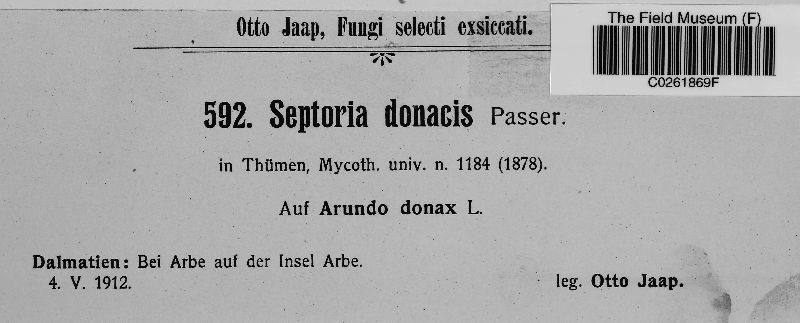 Otto Jaap, Fungi selecti exsiccati.
The Field Museum (F)
C0261869F
592. Septoria donacis Passer.
in Thümen, Mycoth. univ. n. 1184 (1878).
Auf Arundo donax L.
Dalmatien: Bei Arbe auf der Insel Arbe.
4. V. 1912.
leg. Otto Jaap.